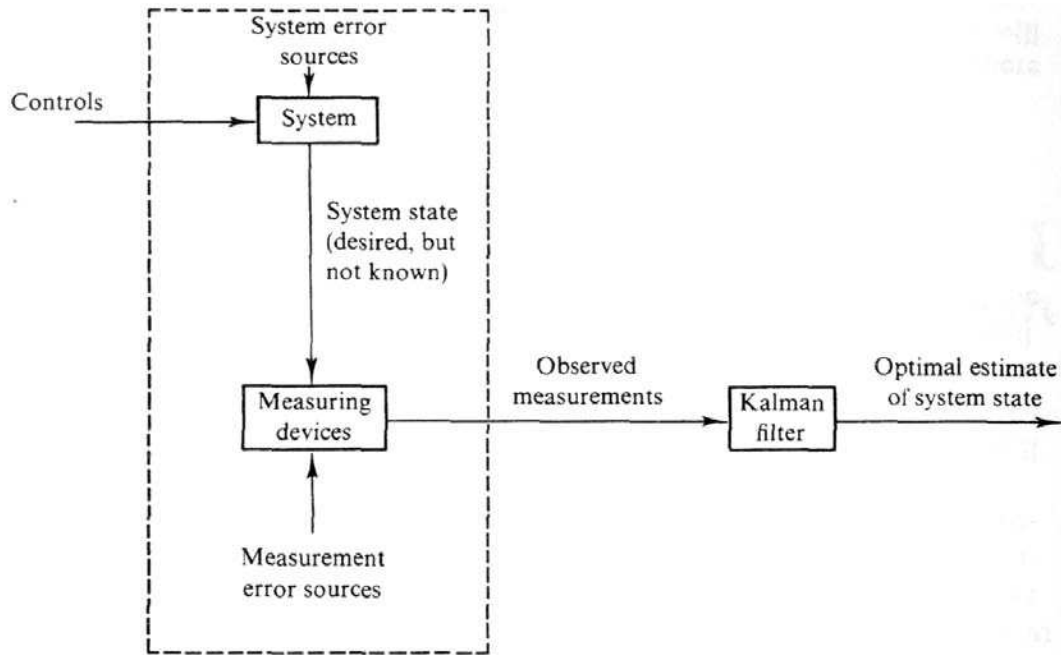 System error
sources
Controls
System
System state
(desired, but
not known)
Observed
measurements
Optimal estimate
of system state
Measuring
devices
Kalman
filter
Measurement
error sources